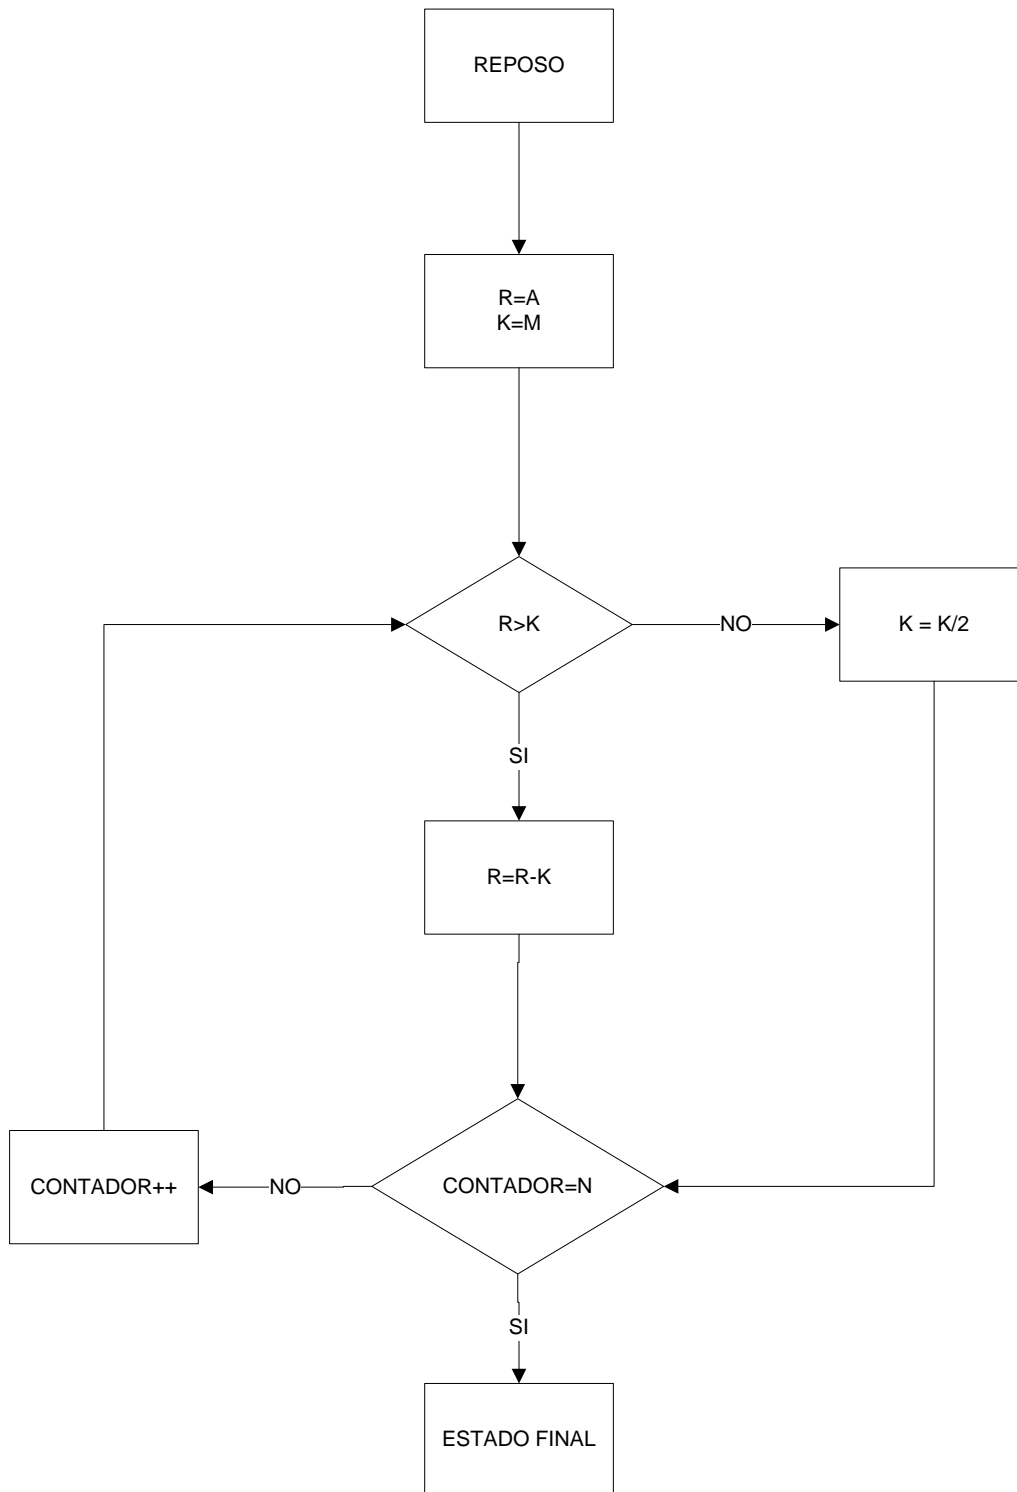 REPOSO
R=A
K=M
R>K
NO
K = K/2
SI
R=R-K
CONTADOR++
NO
CONTADOR=N
SI
ESTADO FINAL